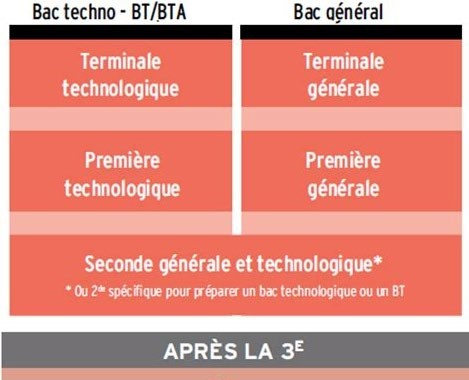 Bac techno - BT/BTA
Bac général
Terminale
technologique
Terminale
générale
Première
technologique
Première
générale
Seconde générale et technologique*
* Ou 2de spécifique pour préparer un bac technologique ou un BT
APRÈS LA 3E